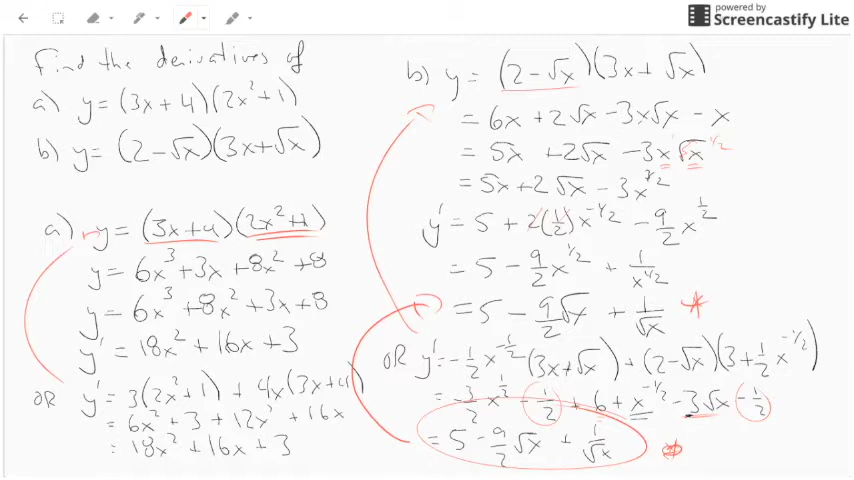 powered by
Screencastify Lite
Find the derivatives of
a) y = (3x + 4)(2x² + 1)
b) y = (2 − √x)(3x + √x)
a) y = (3x + 4)(2x² + 1)
y = 6x³ + 3x + 8x² + 8
y = 6x³ + 8x² + 3x + 8
y' = 18x² + 16x + 3
OR y' = 3(2x² + 1) + 4x(3x + 4)
= 6x² + 3 + 12x² + 16x
= 18x² + 16x + 3
b) y = (2 − √x)(3x + √x)
= 6x + 2√x − 3x√x − x
= 5x + 2√x − 3x√x ^1/2
= 5x + 2√x − 3x^3/2
y' = 5 + 2(1/2)x^−1/2 − 9/2 x^1/2
= 5 − 9/2 x^1/2 + 1/x^1/2
= 5 − 9/2 √x + 1/√x *
OR y' = −1/2 x^−1/2 (3x + √x) + (2 − √x)(3 + 1/2 x^−1/2)
= −3/2 x^1/2 − 1/2 + 6 + x^−1/2 − 3√x − 1/2
= 5 − 9/2 √x + 1/√x *